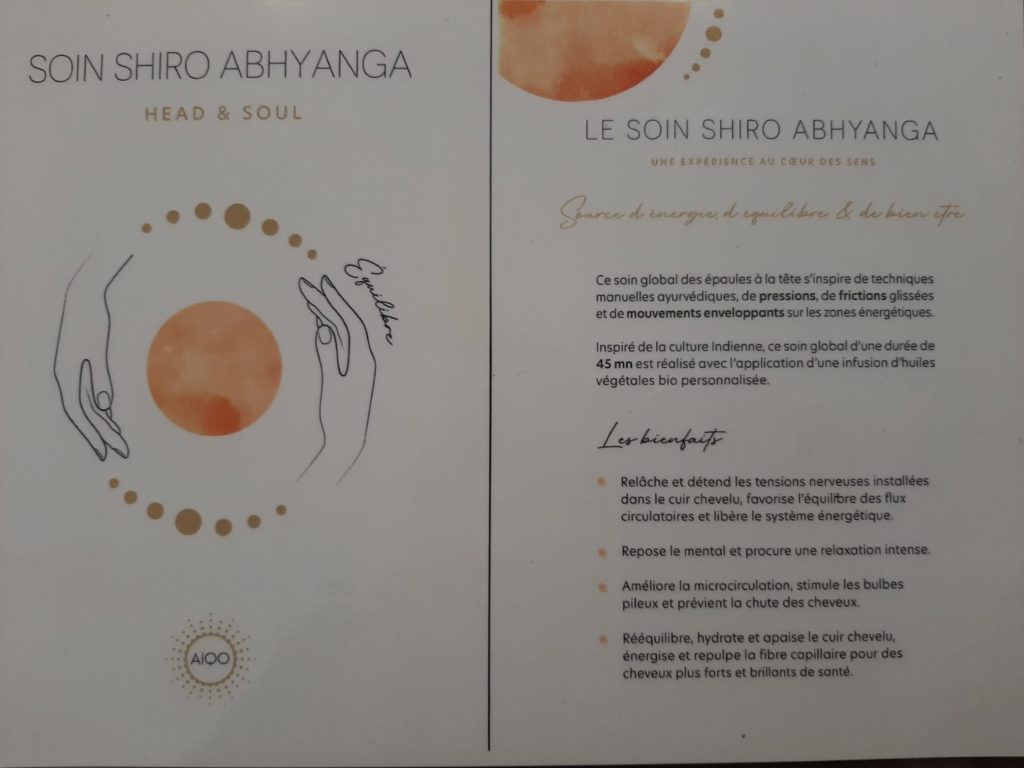 SOIN SHIRO ABHYANGA
HEAD & SOUL
Équilibre
AIQO
LE SOIN SHIRO ABHYANGA
UNE EXPÉRIENCE AU CŒUR DES SENS
Source d'énergie, d'équilibre & de bien être
Ce soin global des épaules à la tête s'inspire de techniques
manuelles ayurvédiques, de pressions, de frictions glissées
et de mouvements enveloppants sur les zones énergétiques.
Inspiré de la culture Indienne, ce soin global d'une durée de
45 mn est réalisé avec l'application d'une infusion d'huiles
végétales bio personnalisée.
Les bienfaits
Relâche et détend les tensions nerveuses installées
dans le cuir chevelu, favorise l'équilibre des flux
circulatoires et libère le système énergétique.
Repose le mental et procure une relaxation intense.
Améliore la microcirculation, stimule les bulbes
pileux et prévient la chute des cheveux.
Rééquilibre, hydrate et apaise le cuir chevelu,
énergise et repulpe la fibre capillaire pour des
cheveux plus forts et brillants de santé.